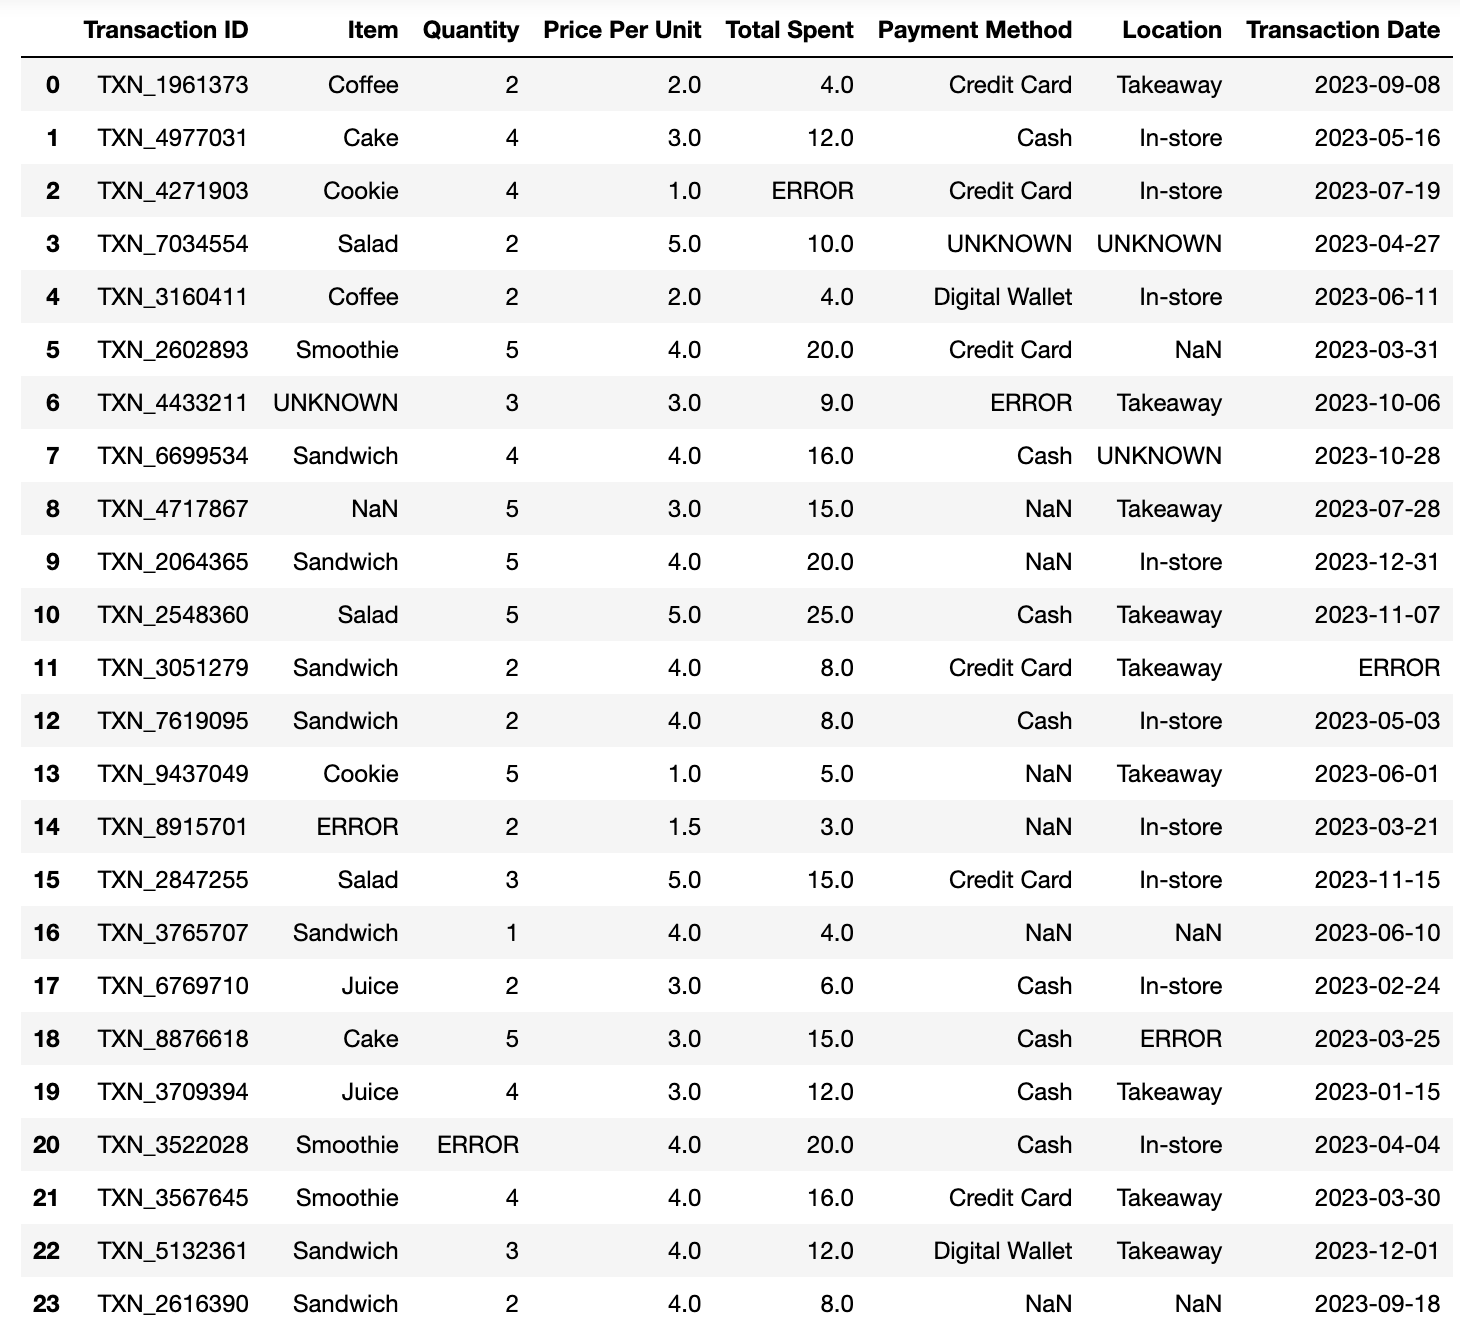 Transaction ID Item Quantity Price Per Unit Total Spent Payment Method Location Transaction Date
0 TXN_1961373 Coffee 2 2.0 4.0 Credit Card Takeaway 2023-09-08
1 TXN_4977031 Cake 4 3.0 12.0 Cash In-store 2023-05-16
2 TXN_4271903 Cookie 4 1.0 ERROR Credit Card In-store 2023-07-19
3 TXN_7034554 Salad 2 5.0 10.0 UNKNOWN UNKNOWN 2023-04-27
4 TXN_3160411 Coffee 2 2.0 4.0 Digital Wallet In-store 2023-06-11
5 TXN_2602893 Smoothie 5 4.0 20.0 Credit Card NaN 2023-03-31
6 TXN_4433211 UNKNOWN 3 3.0 9.0 ERROR Takeaway 2023-10-06
7 TXN_6699534 Sandwich 4 4.0 16.0 Cash UNKNOWN 2023-10-28
8 TXN_4717867 NaN 5 3.0 15.0 NaN Takeaway 2023-07-28
9 TXN_2064365 Sandwich 5 4.0 20.0 NaN In-store 2023-12-31
10 TXN_2548360 Salad 5 5.0 25.0 Cash Takeaway 2023-11-07
11 TXN_3051279 Sandwich 2 4.0 8.0 Credit Card Takeaway ERROR
12 TXN_7619095 Sandwich 2 4.0 8.0 Cash In-store 2023-05-03
13 TXN_9437049 Cookie 5 1.0 5.0 NaN Takeaway 2023-06-01
14 TXN_8915701 ERROR 2 1.5 3.0 NaN In-store 2023-03-21
15 TXN_2847255 Salad 3 5.0 15.0 Credit Card In-store 2023-11-15
16 TXN_3765707 Sandwich 1 4.0 4.0 NaN NaN 2023-06-10
17 TXN_6769710 Juice 2 3.0 6.0 Cash In-store 2023-02-24
18 TXN_8876618 Cake 5 3.0 15.0 Cash ERROR 2023-03-25
19 TXN_3709394 Juice 4 3.0 12.0 Cash Takeaway 2023-01-15
20 TXN_3522028 Smoothie ERROR 4.0 20.0 Cash In-store 2023-04-04
21 TXN_3567645 Smoothie 4 4.0 16.0 Credit Card Takeaway 2023-03-30
22 TXN_5132361 Sandwich 3 4.0 12.0 Digital Wallet Takeaway 2023-12-01
23 TXN_2616390 Sandwich 2 4.0 8.0 NaN NaN 2023-09-18